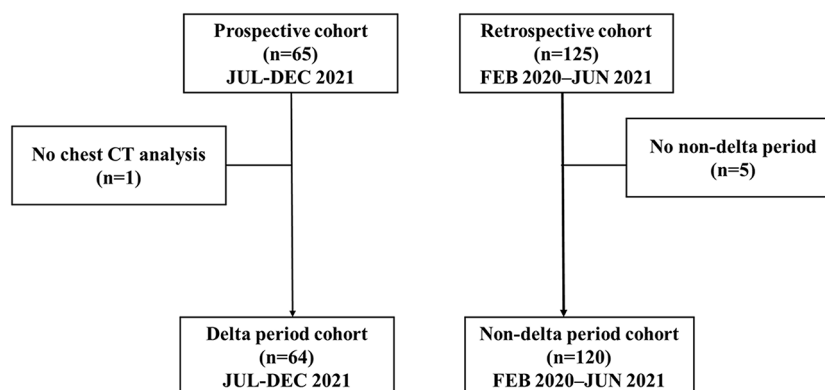 Prospective cohort
(n=65)
JUL-DEC 2021
Retrospective cohort
(n=125)
FEB 2020–JUN 2021
No chest CT analysis
(n=1)
No non-delta period
(n=5)
Delta period cohort
(n=64)
JUL-DEC 2021
Non-delta period cohort
(n=120)
FEB 2020–JUN 2021